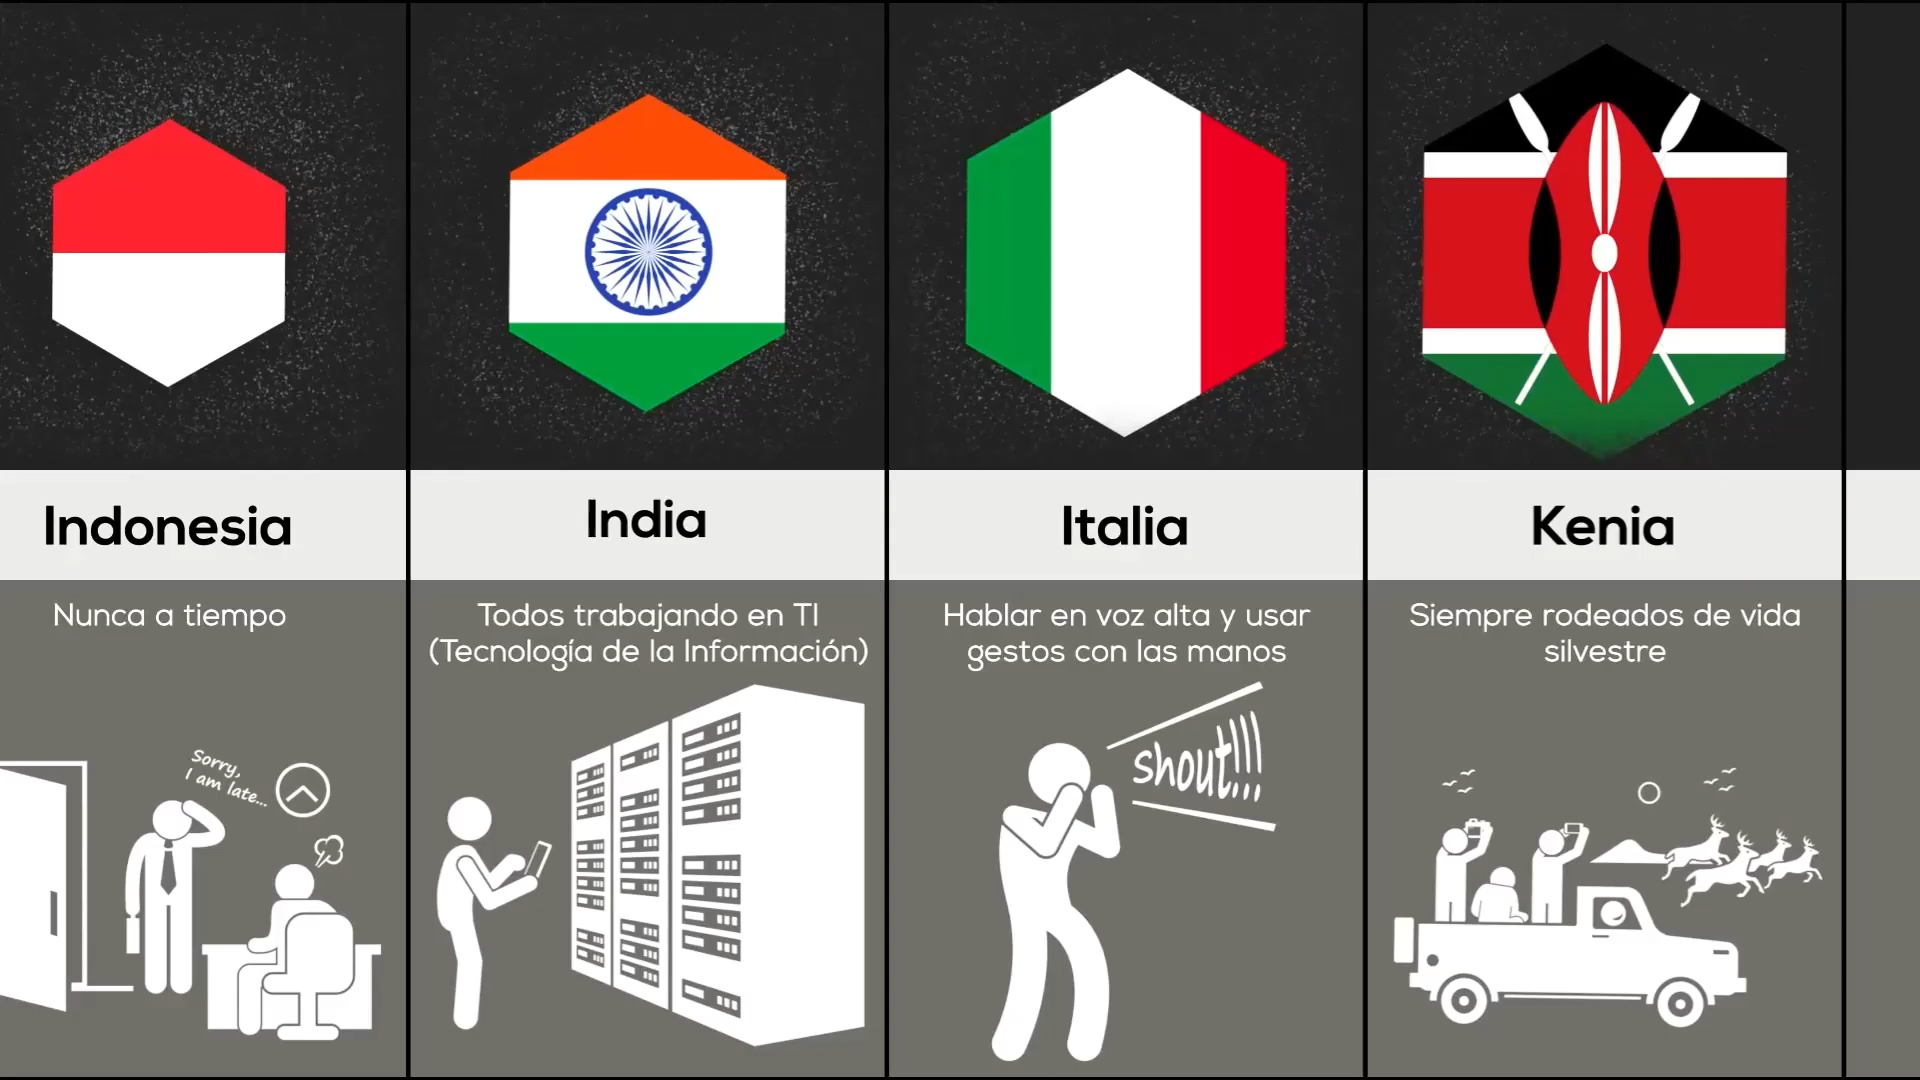 Indonesia
Nunca a tiempo
Sorry,
I am late...
India
Todos trabajando en TI
(Tecnología de la Información)
Italia
Hablar en voz alta y usar
gestos con las manos
shout!!!
Kenia
Siempre rodeados de vida
silvestre